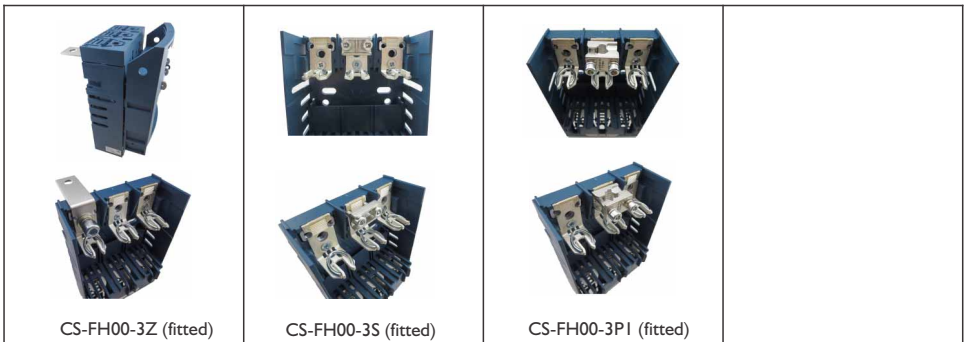 CS-FH00-3Z (fitted)
CS-FH00-3S (fitted)
CS-FH00-3P1 (fitted)